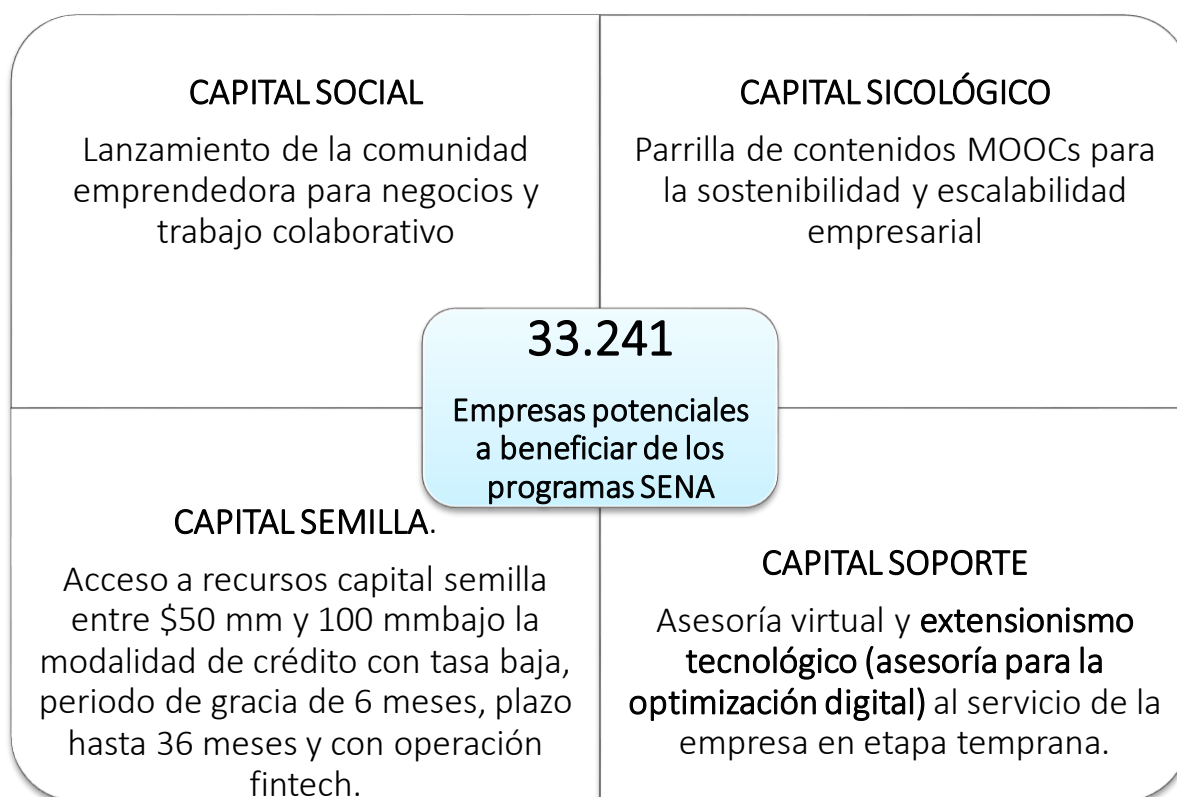 CAPITAL SOCIAL
Lanzamiento de la comunidad
emprendedora para negocios y
trabajo colaborativo
CAPITAL SICOLÓGICO
Parrilla de contenidos MOOCs para
la sostenibilidad y escalabilidad
empresarial
33.241
Empresas potenciales
a beneficiar de los
programas SENA
CAPITAL SEMILLA.
Acceso a recursos capital semilla
entre $50 mm y 100 mmbajo la
modalidad de crédito con tasa baja,
periodo de gracia de 6 meses, plazo
hasta 36 meses y con operación
fintech.
CAPITAL SOPORTE
Asesoría virtual y extensionismo
tecnológico (asesoría para la
optimización digital) al servicio de la
empresa en etapa temprana.